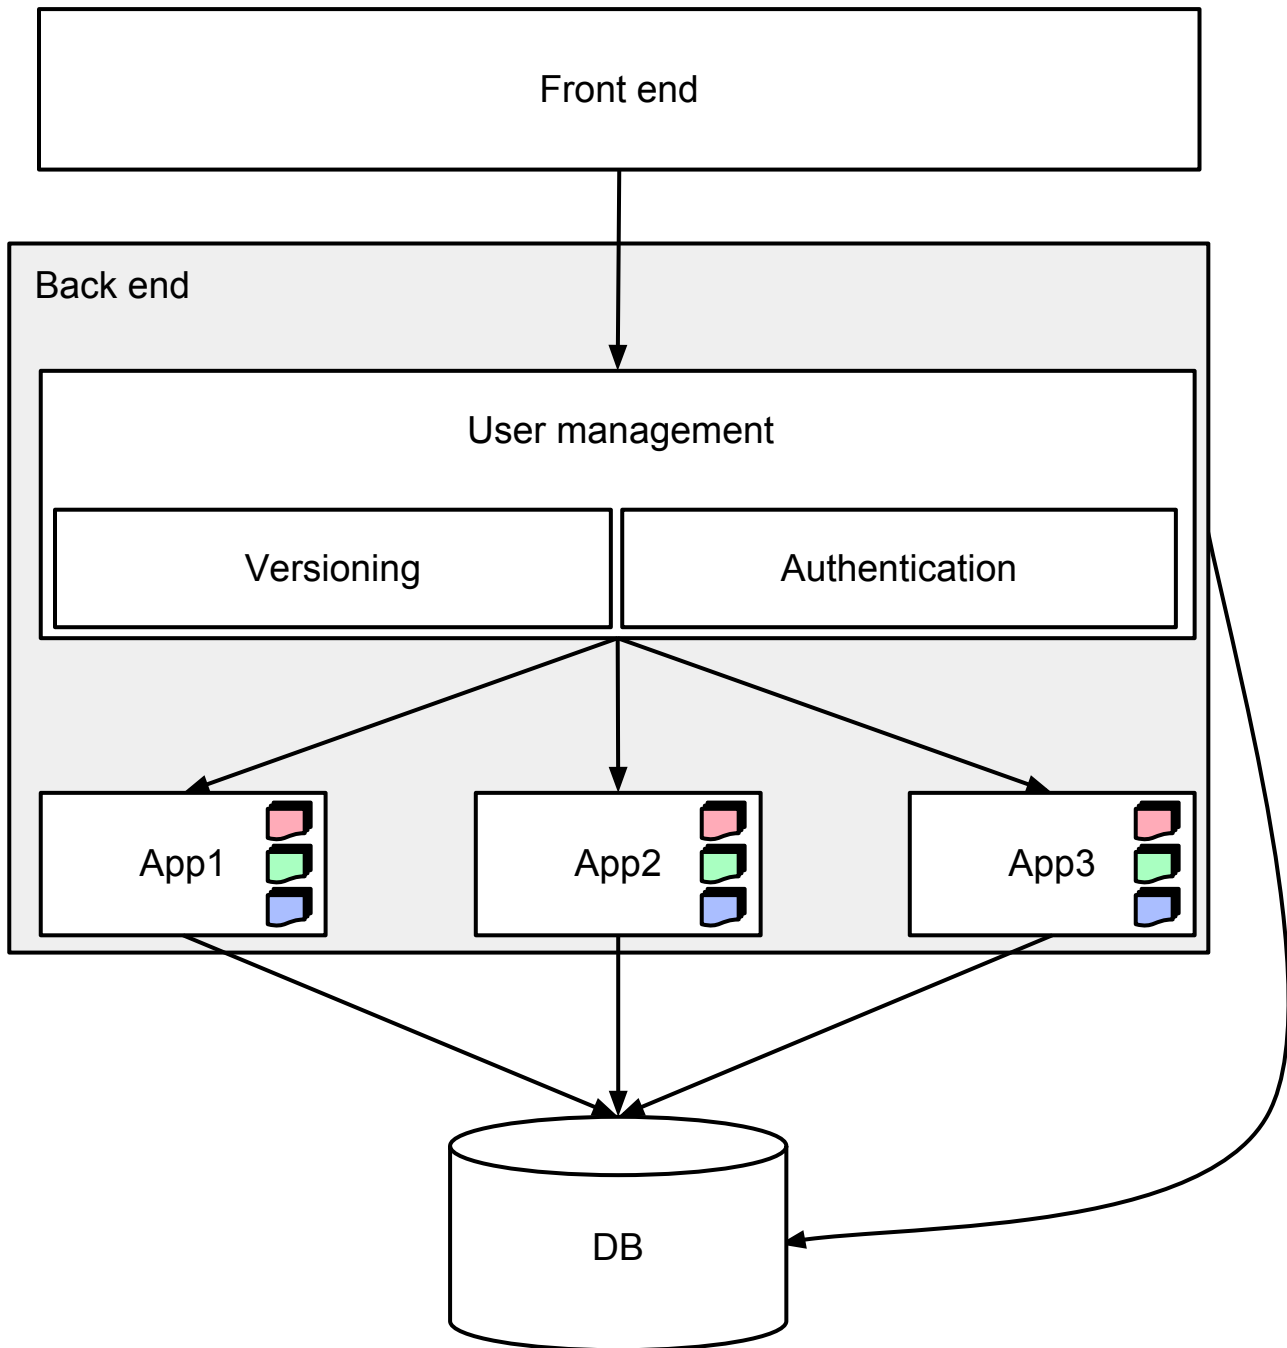 Front end
Back end
User management
Versioning
Authentication
App1
App2
App3
DB